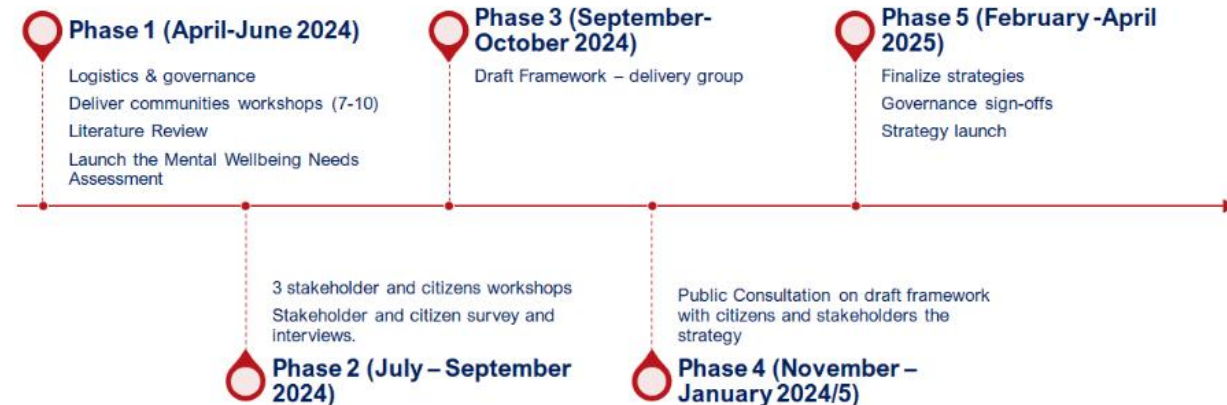 Phase 1 (April-June 2024)
Logistics & governance
Deliver communities workshops (7-10)
Literature Review
Launch the Mental Wellbeing Needs
Assessment
3 stakeholder and citizens workshops
Stakeholder and citizen survey and
interviews.
Phase 2 (July – September
2024)
Phase 3 (September-
October 2024)
Draft Framework – delivery group
Public Consultation on draft framework
with citizens and stakeholders the
strategy
Phase 4 (November –
January 2024/5)
Phase 5 (February -April
2025)
Finalize strategies
Governance sign-offs
Strategy launch